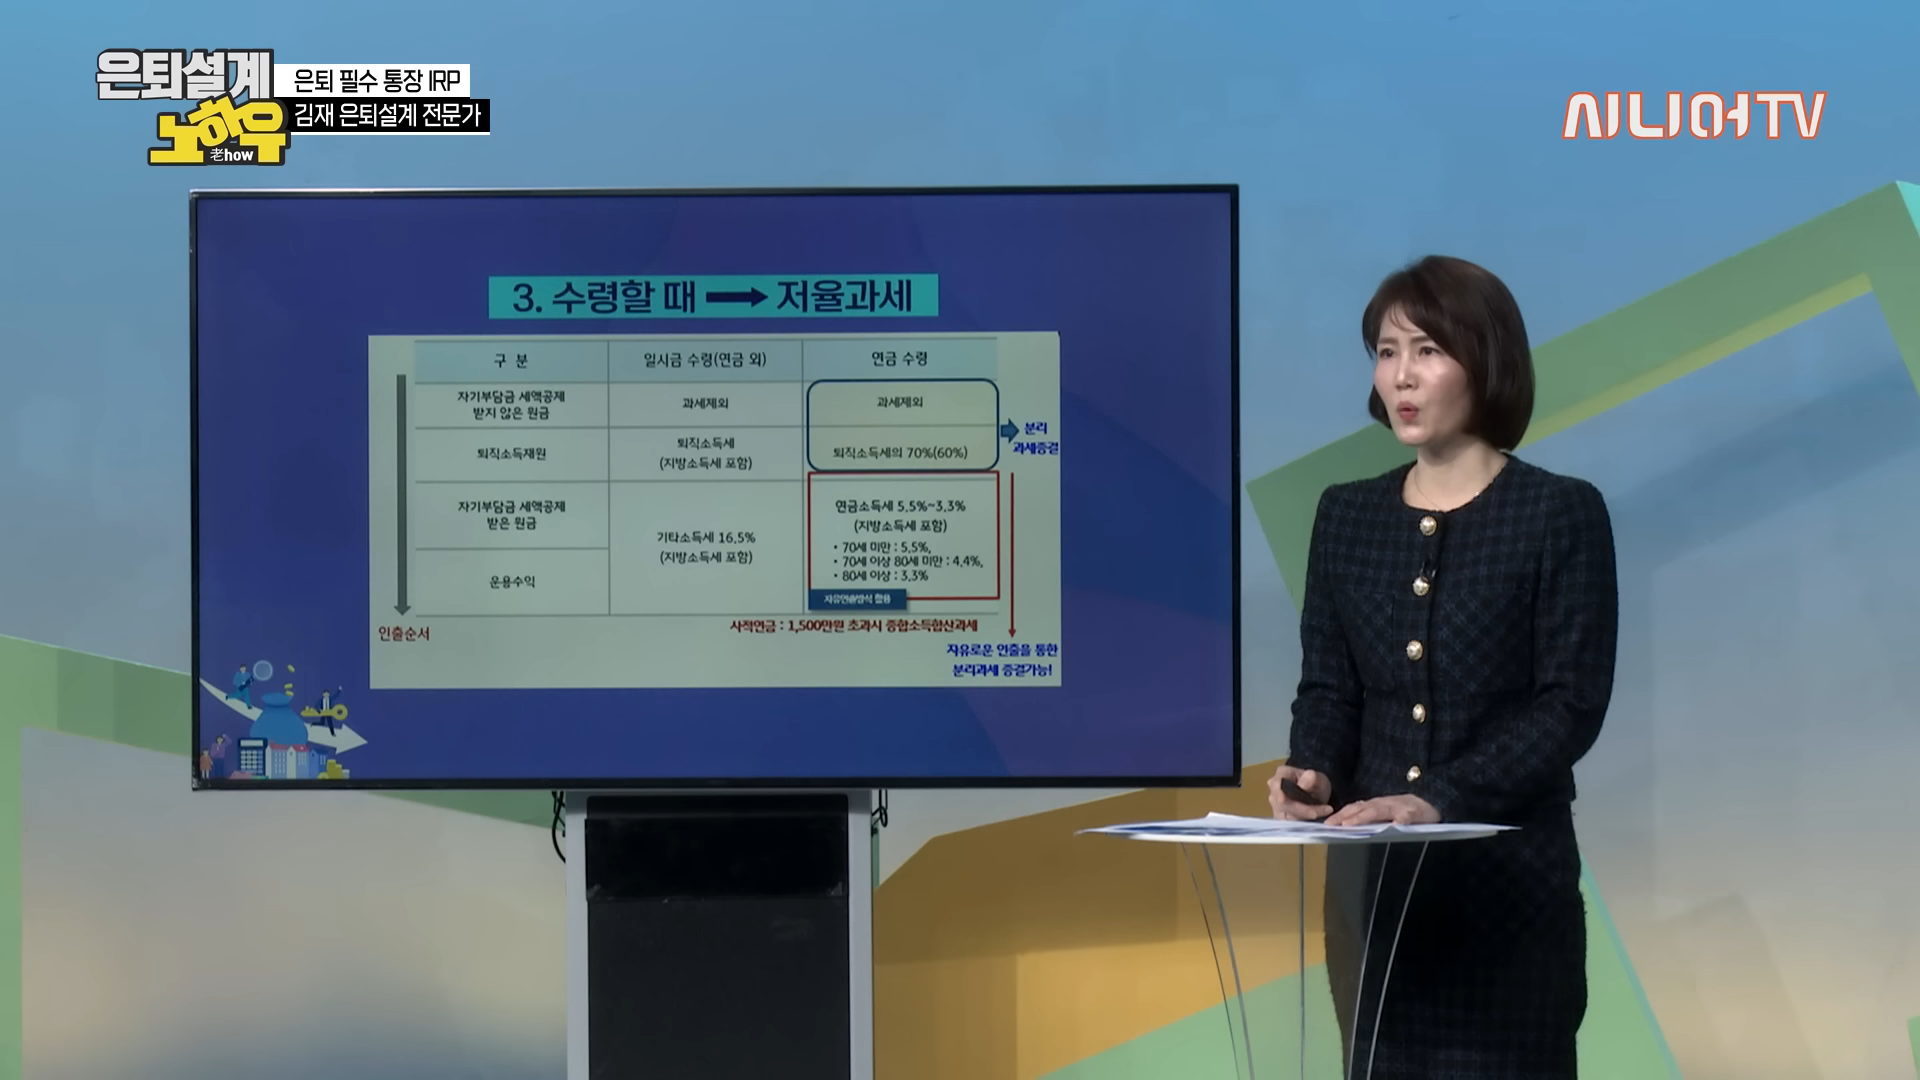 은퇴설계
노하우
老how
은퇴 필수 통장 IRP
김재 은퇴설계 전문가
시니어TV
3. 수령할 때 → 저율과세
구 분
일시금 수령(연금 외)
연금 수령
자기부담금 세액공제
받지 않은 원금
과세제외
과세제외
분리
과세종결
퇴직소득재원
퇴직소득세
(지방소득세 포함)
퇴직소득세의 70%(60%)
자기부담금 세액공제
받은 원금
운용수익
기타소득세 16.5%
(지방소득세 포함)
연금소득세 5.5%~3.3%
(지방소득세 포함)
• 70세 미만 : 5.5%,
• 70세 이상 80세 미만 : 4.4%,
• 80세 이상 : 3.3%
자유인출방식 활용
인출순서
사적연금 : 1,500만원 초과시 종합소득합산과세
자유로운 인출을 통한
분리과세 종결가능!